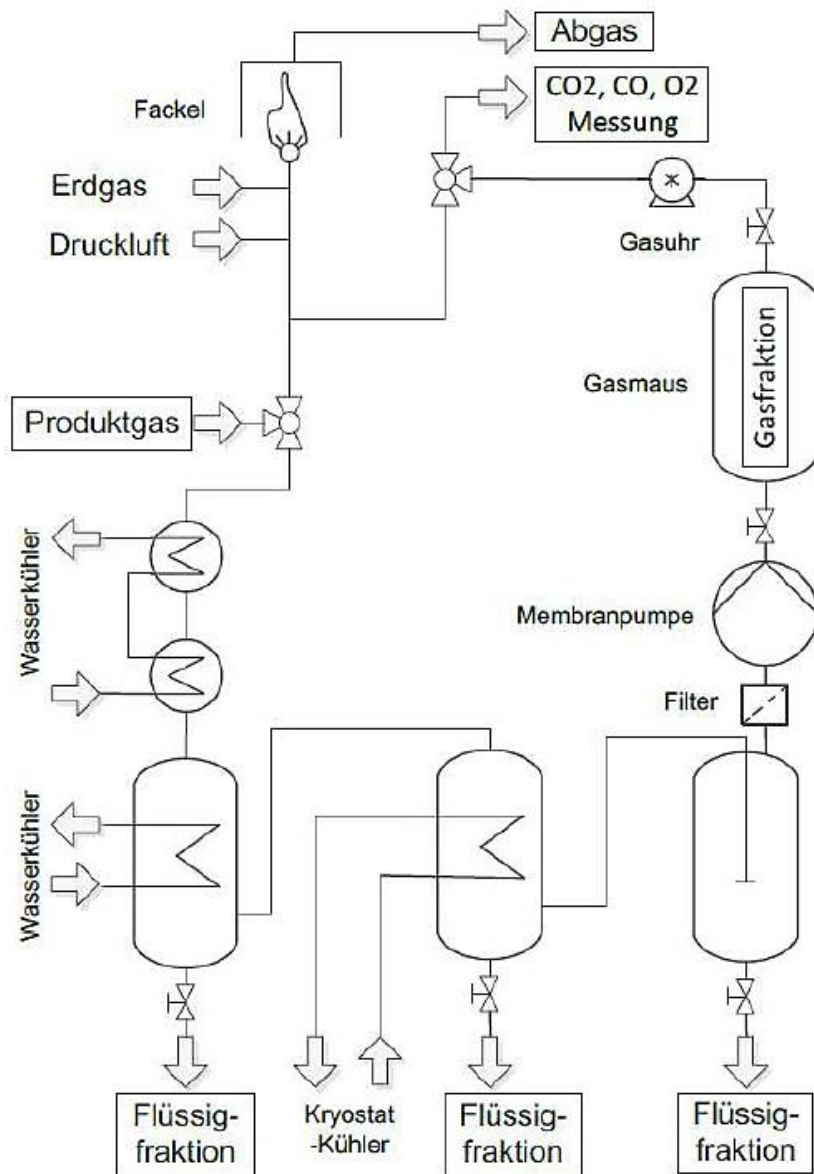 Abgas
CO2, CO, O2
Messung
Fackel
Erdgas
Druckluft
Gasuhr
Gasmaus
Gasfraktion
Produktgas
Wasserkühler
Membranpumpe
Filter
Wasserkühler
Flüssig-
fraktion
Kryostat
-Kühler
Flüssig-
fraktion
Flüssig-
fraktion